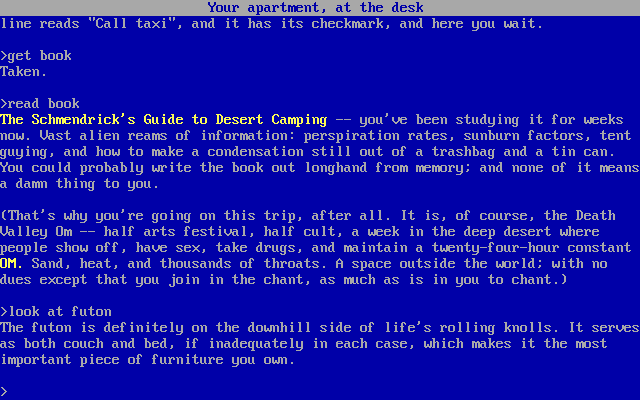 Your apartment, at the desk
line reads "Call taxi", and it has its checkmark, and here you wait.
>get book
Taken.
>read book
The Schmendrick's Guide to Desert Camping -- you've been studying it for weeks
now. Vast alien reams of information: perspiration rates, sunburn factors, tent
guying, and how to make a condensation still out of a trashbag and a tin can.
You could probably write the book out longhand from memory; and none of it means
a damn thing to you.
(That's why you're going on this trip, after all. It is, of course, the Death
Valley Om -- half arts festival, half cult, a week in the deep desert where
people show off, have sex, take drugs, and maintain a twenty-four-hour constant
OM. Sand, heat, and thousands of throats. A space outside the world; with no
dues except that you join in the chant, as much as is in you to chant.)
>look at futon
The futon is definitely on the downhill side of life's rolling knolls. It serves
as both couch and bed, if inadequately in each case, which makes it the most
important piece of furniture you own.
>